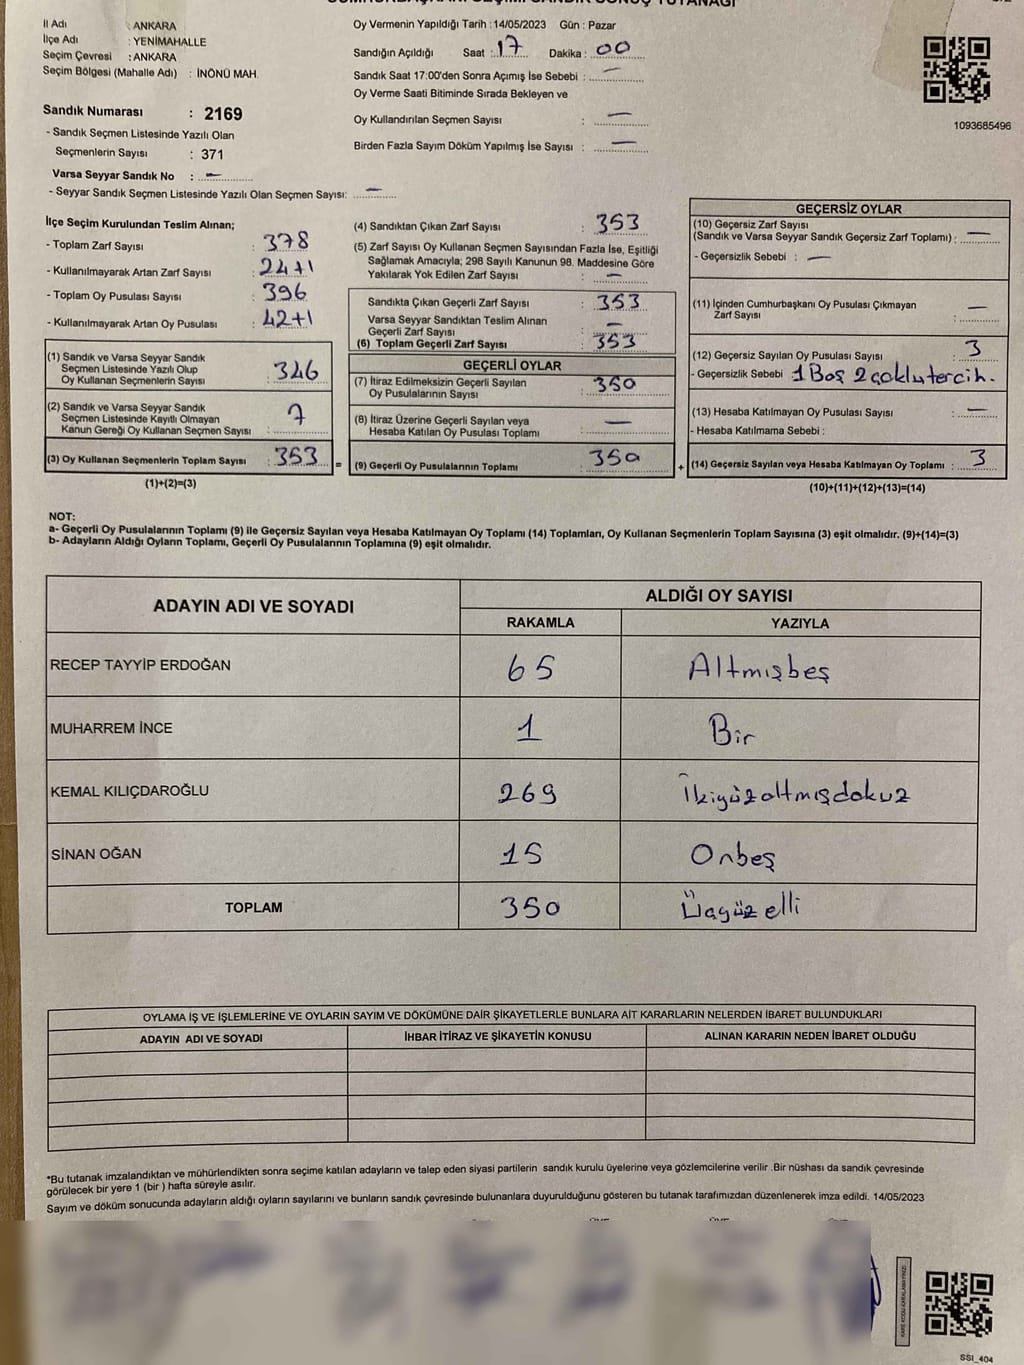 İl Adı : ANKARA
İlçe Adı : YENİMAHALLE
Seçim Çevresi : ANKARA
Seçim Bölgesi (Mahalle Adı) : İNÖNÜ MAH.
Sandık Numarası : 2169
- Sandık Seçmen Listesinde Yazılı Olan
Seçmenlerin Sayısı : 371
Varsa Seyyar Sandık No : —
- Seyyar Sandık Seçmen Listesinde Yazılı Olan Seçmen Sayısı: —
Oy Vermenin Yapıldığı Tarih :14/05/2023 Gün : Pazar
Sandığın Açıldığı Saat : 17 Dakika : 00
Sandık Saat 17:00'den Sonra Açımış İse Sebebi : —
Oy Verme Saati Bitiminde Sırada Bekleyen ve
Oy Kullandırılan Seçmen Sayısı : —
Birden Fazla Sayım Döküm Yapılmış İse Sayısı : —
1093685496
İlçe Seçim Kurulundan Teslim Alınan;
- Toplam Zarf Sayısı : 378
- Kullanılmayarak Artan Zarf Sayısı : 24+1
- Toplam Oy Pusulası Sayısı : 396
- Kullanılmayarak Artan Oy Pusulası : 42+1
(1) Sandık ve Varsa Seyyar Sandık
Seçmen Listesinde Yazılı Olup
Oy Kullanan Seçmenlerin Sayısı : 346
(2) Sandık ve Varsa Seyyar Sandık
Seçmen Listesinde Kayıtlı Olmayan
Kanun Gereği Oy Kullanan Seçmen Sayısı : 7
(3) Oy Kullanan Seçmenlerin Toplam Sayısı : 353
(1)+(2)=(3)
=
(4) Sandıktan Çıkan Zarf Sayısı : 353
(5) Zarf Sayısı Oy Kullanan Seçmen Sayısından Fazla İse, Eşitliği
Sağlamak Amacıyla; 298 Sayılı Kanunun 98. Maddesine Göre
Yakılarak Yok Edilen Zarf Sayısı : —
Sandıkta Çıkan Geçerli Zarf Sayısı : 353
Varsa Seyyar Sandıktan Teslim Alınan
Geçerli Zarf Sayısı : —
(6) Toplam Geçerli Zarf Sayısı : 353
GEÇERLİ OYLAR
(7) İtiraz Edilmeksizin Geçerli Sayılan
Oy Pusulalarının Sayısı : 350
(8) İtiraz Üzerine Geçerli Sayılan veya
Hesaba Katılan Oy Pusulası Toplamı : —
(9) Geçerli Oy Pusulalarının Toplamı : 350
+
GEÇERSİZ OYLAR
(10) Geçersiz Zarf Sayısı
(Sandık ve Varsa Seyyar Sandık Geçersiz Zarf Toplamı) : —
- Geçersizlik Sebebi : —
(11) İçinden Cumhurbaşkanı Oy Pusulası Çıkmayan
Zarf Sayısı : —
(12) Geçersiz Sayılan Oy Pusulası Sayısı : 3
- Geçersizlik Sebebi 1 Boş 2 çoklu tercih.
(13) Hesaba Katılmayan Oy Pusulası Sayısı : —
- Hesaba Katılmama Sebebi :
(14) Geçersiz Sayılan veya Hesaba Katılmayan Oy Toplamı : 3
(10)+(11)+(12)+(13)=(14)
NOT:
a- Geçerli Oy Pusulalarının Toplamı (9) ile Geçersiz Sayılan veya Hesaba Katılmayan Oy Toplamı (14) Toplamları, Oy Kullanan Seçmenlerin Toplam Sayısına (3) eşit olmalıdır. (9)+(14)=(3)
b- Adayların Aldığı Oyların Toplamı, Geçerli Oy Pusulalarının Toplamına (9) eşit olmalıdır.
ADAYIN ADI VE SOYADI
ALDIĞI OY SAYISI
RAKAMLA YAZIYLA
RECEP TAYYİP ERDOĞAN 65 Altmışbeş
MUHARREM İNCE 1 Bir
KEMAL KILIÇDAROĞLU 269 İkiyüzaltmışdokuz
SİNAN OĞAN 15 Onbeş
TOPLAM 350 Üçyüz elli
OYLAMA İŞ VE İŞLEMLERİNE VE OYLARIN SAYIM VE DÖKÜMÜNE DAİR ŞİKAYETLERLE BUNLARA AİT KARARLARIN NELERDEN İBARET BULUNDUKLARI
ADAYIN ADI VE SOYADI İHBAR İTİRAZ VE ŞİKAYETİN KONUSU ALINAN KARARIN NEDEN İBARET OLDUĞU
*Bu tutanak imzalandıktan ve mühürlendikten sonra seçime katılan adayların ve talep eden siyasi partilerin sandık kurulu üyelerine veya gözlemcilerine verilir .Bir nüshası da sandık çevresinde
görülecek bir yere 1 (bir ) hafta süreyle asılır.
Sayım ve döküm sonucunda adayların aldığı oyların sayılarını ve bunların sandık çevresinde bulunanlara duyurulduğunu gösteren bu tutanak tarafımızdan düzenlenerek imza edildi. 14/05/2023
SSI_404